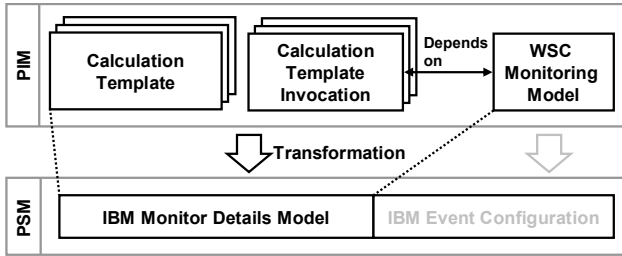 PIM
Calculation
Template
Calculation
Template
Invocation
Depends
on
WSC
Monitoring
Model
Transformation
PSM
IBM Monitor Details Model
IBM Event Configuration